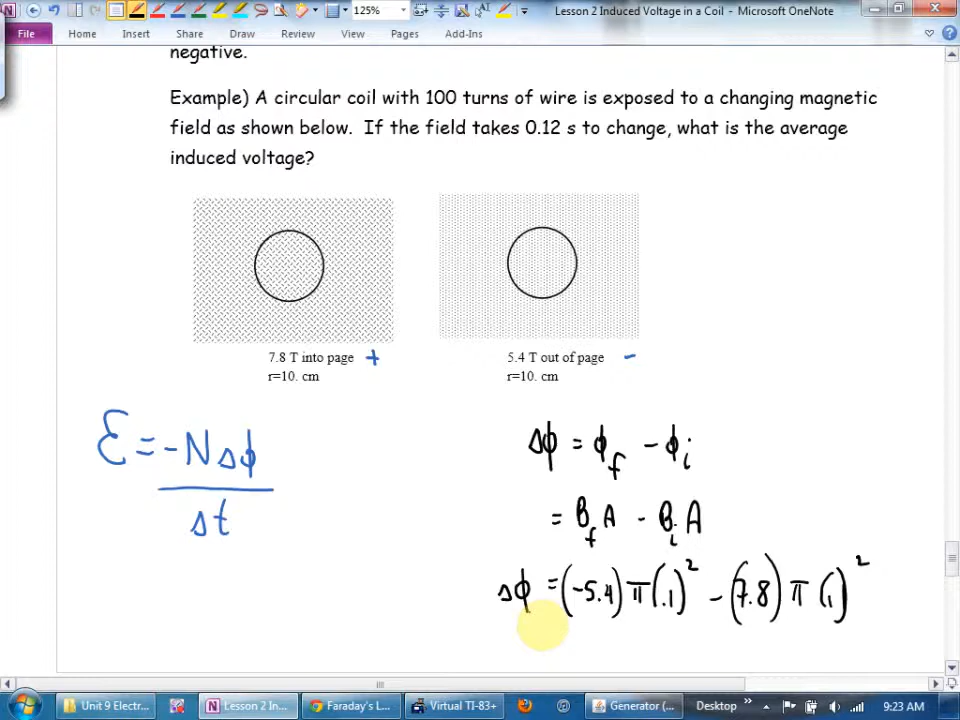 Lesson 2 Induced Voltage in a Coil - Microsoft OneNote
125%
File Home Insert Share Draw Review View Pages Add-Ins
negative.
Example) A circular coil with 100 turns of wire is exposed to a changing magnetic
field as shown below. If the field takes 0.12 s to change, what is the average
induced voltage?
7.8 T into page + 5.4 T out of page -
r=10. cm r=10. cm
Ɛ = -NΔϕ / Δt
Δϕ = ϕf - ϕi
= BfA - BiA
Δϕ = (-5.4)π(.1)² - (7.8)π(.1)²
Unit 9 Electr... Lesson 2 In... Faraday's L... Virtual TI-83+ Generator (... Desktop » 9:23 AM